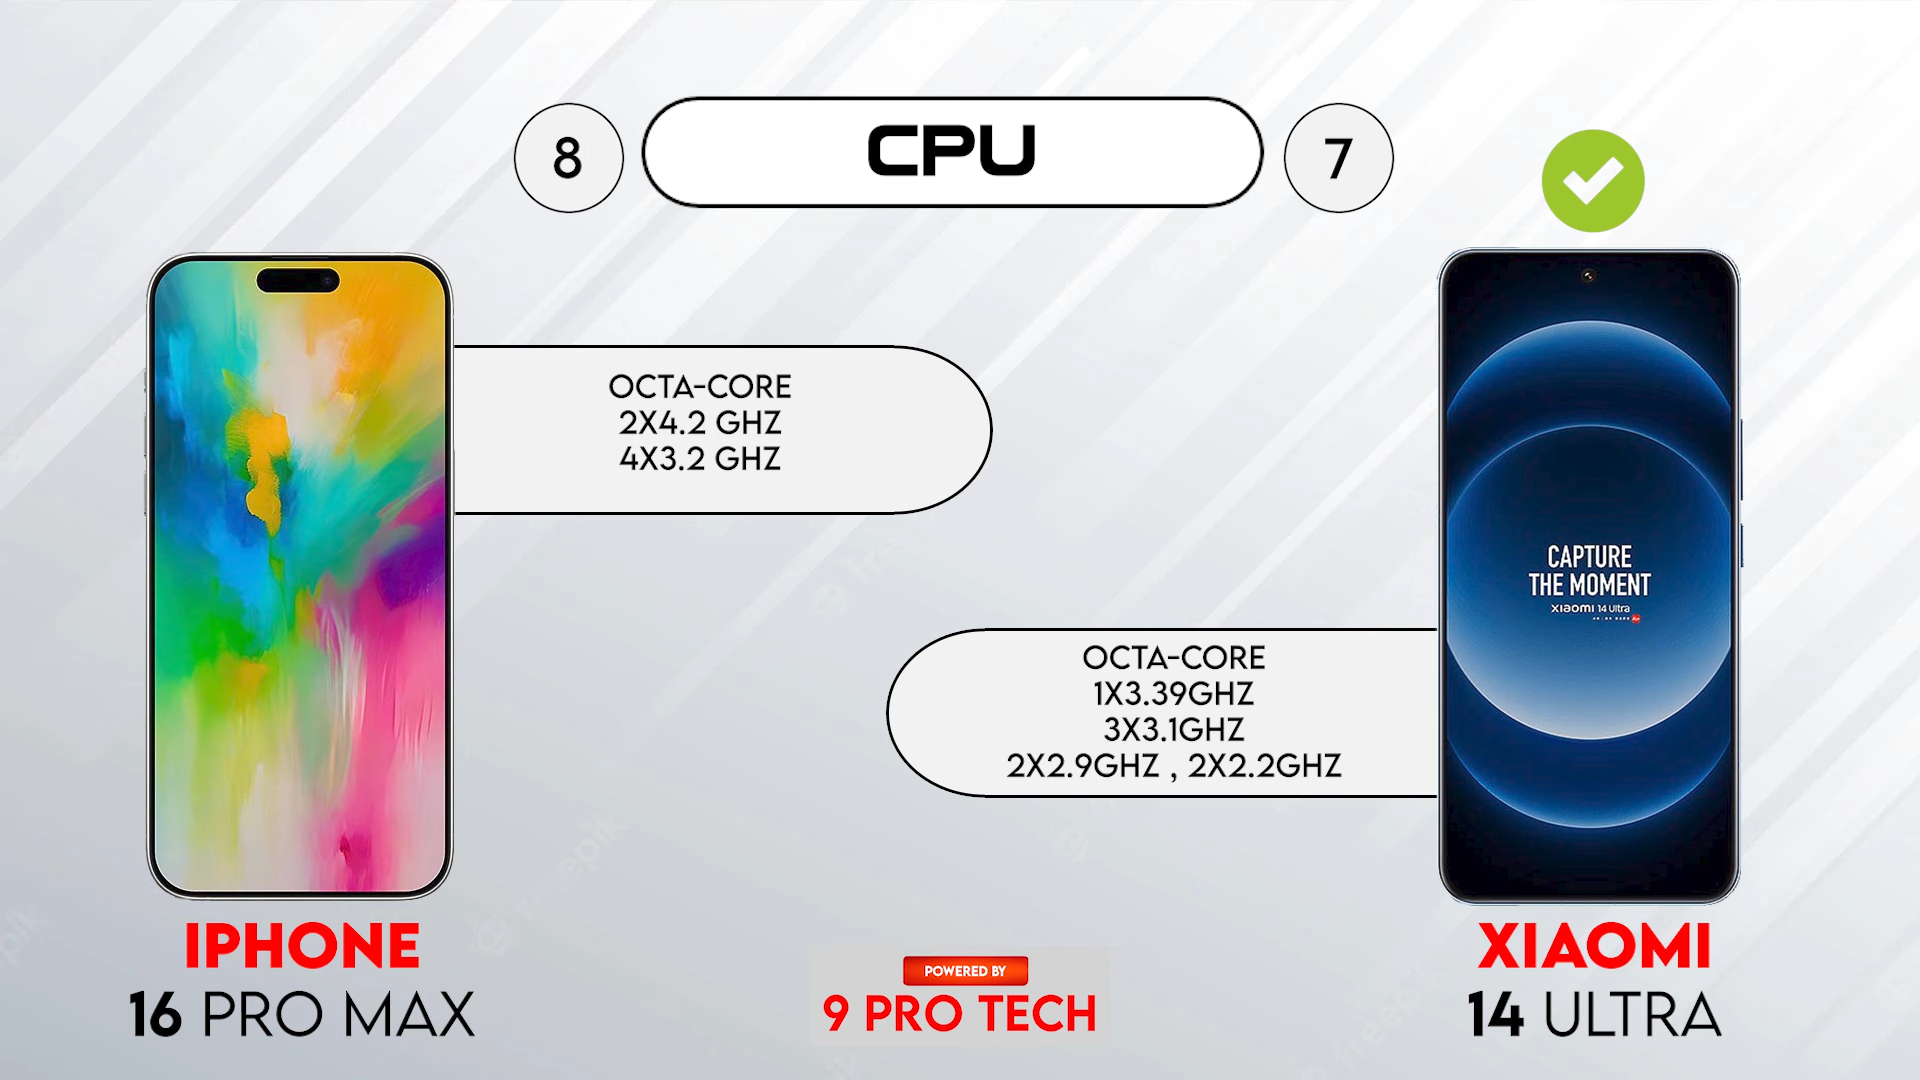 8
CPU
7
OCTA-CORE
2X4.2 GHZ
4X3.2 GHZ
CAPTURE
THE MOMENT
XIAOMI 14 Ultra
OCTA-CORE
1X3.39GHZ
3X3.1GHZ
2X2.9GHZ , 2X2.2GHZ
IPHONE
16 PRO MAX
POWERED BY
9 PRO TECH
XIAOMI
14 ULTRA